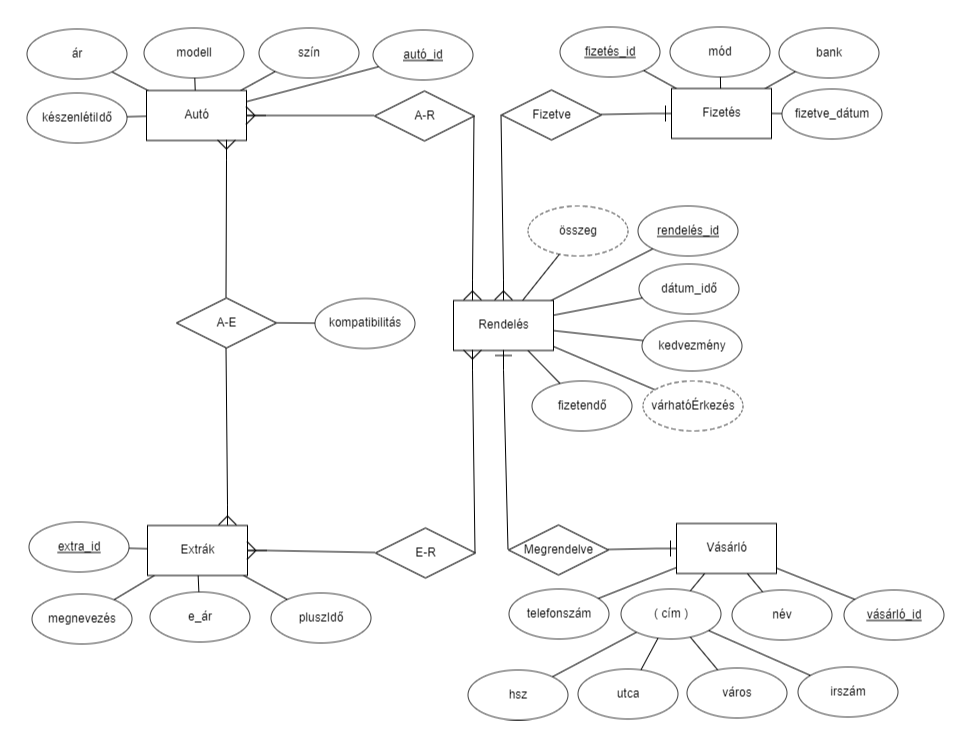 ár
modell
szín
autó_id
készenlétiIdő
Autó
A-R
fizetés_id
mód
bank
Fizetve
Fizetés
fizetve_dátum
összeg
rendelés_id
dátum_idő
A-E
kompatibilitás
Rendelés
kedvezmény
fizetendő
várhatóÉrkezés
extra_id
Extrák
E-R
Megrendelve
Vásárló
megnevezés
e_ár
pluszIdő
telefonszám
( cím )
név
vásárló_id
hsz
utca
város
irszám